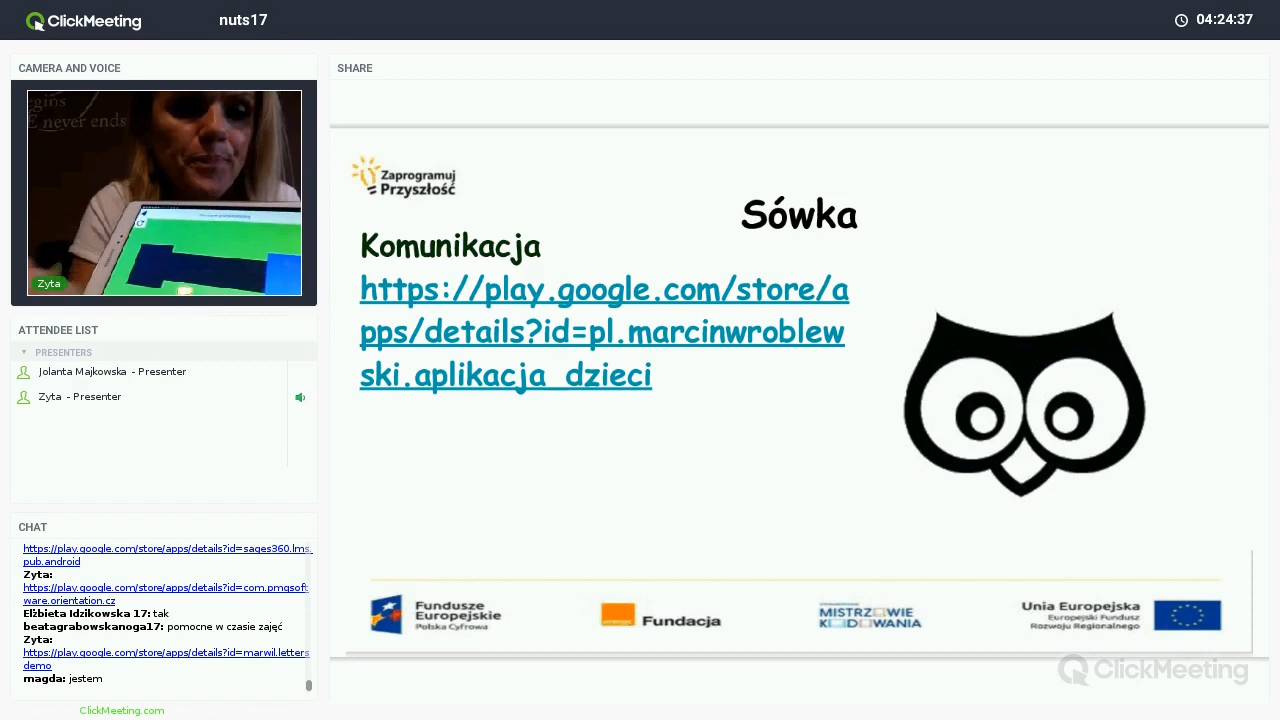 ClickMeeting
nuts17
04:24:37
CAMERA AND VOICE
egins
E never ends
Zyta
ATTENDEE LIST
PRESENTERS
Jolanta Majkowska - Presenter
Zyta - Presenter
CHAT
https://play.google.com/store/apps/details?id=sages360.lms.
pub.android
Zyta:
https://play.google.com/store/apps/details?id=com.pmqsoft
ware.orientation.cz
Elżbieta Idzikowska 17: tak
beatagrabowskanoga17: pomocne w czasie zajęć
Zyta:
https://play.google.com/store/apps/details?id=marwil.letters
demo
magda: jestem
ClickMeeting.com
SHARE
Zaprogramuj
Przyszłość
Sówka
Komunikacja
https://play.google.com/store/a
pps/details?id=pl.marcinwroblew
ski.aplikacja_dzieci
Fundusze
Europejskie
Polska Cyfrowa
Fundacja
MISTRZOWIE
KODOWANIA
Unia Europejska
Europejski Fundusz
Rozwoju Regionalnego
ClickMeeting